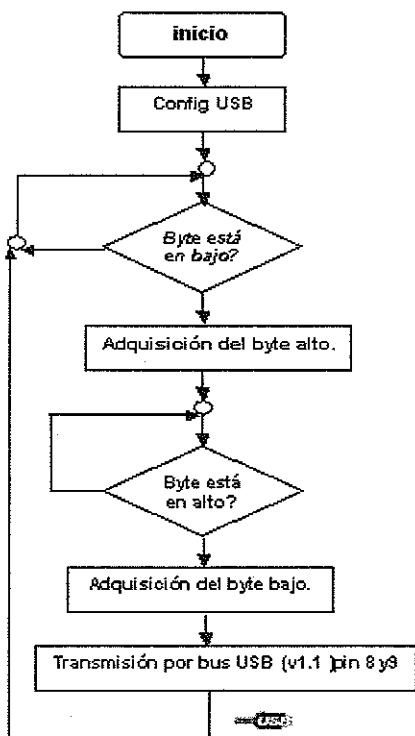 inicio
Config USB
Byte está
en bajo?
Adquisición del byte alto.
Byte está
en alto?
Adquisición del byte bajo.
Transmisión por bus USB (v1.1 )pin 8 y9